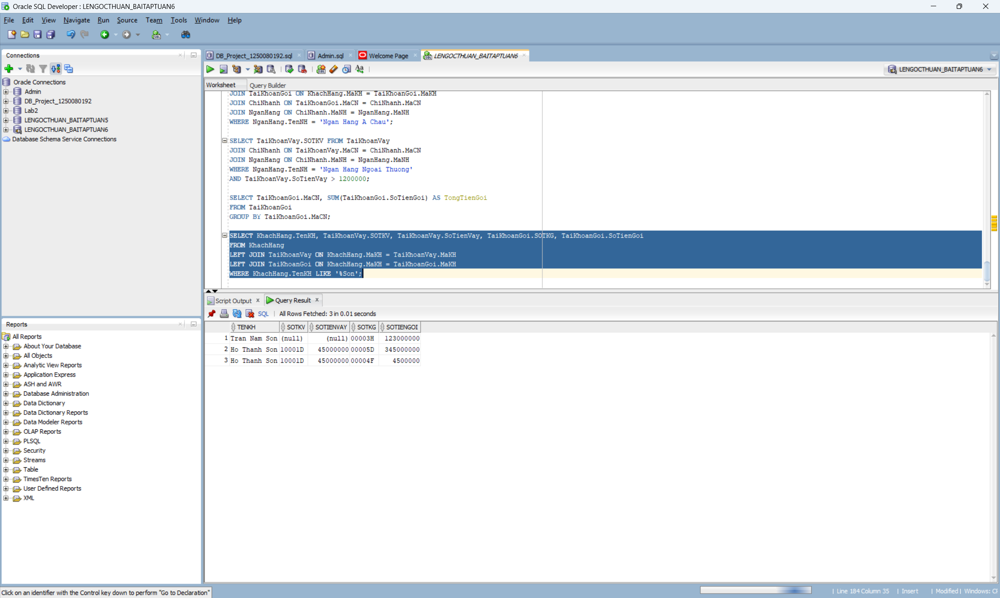 Oracle SQL Developer : LENGOCTHUAN_BAITAPTUAN6
File Edit View Navigate Run Source Team Tools Window Help
Connections
Oracle Connections
Admin
DB_Project_1250080192
Lab2
LENGOCTHUAN_BAITAPTUAN5
LENGOCTHUAN_BAITAPTUAN6
Database Schema Service Connections
Reports
All Reports
About Your Database
All Objects
Analytic View Reports
Application Express
ASH and AWR
Database Administration
Data Dictionary
Data Dictionary Reports
Data Modeler Reports
OLAP Reports
PLSQL
Security
Streams
Table
TimesTen Reports
User Defined Reports
XML
DB_Project_1250080192.sql Admin.sql Welcome Page LENGOCTHUAN_BAITAPTUAN6
LENGOCTHUAN_BAITAPTUAN6
Worksheet Query Builder
JOIN TaiKhoanGoi ON KhachHang.MaKH = TaiKhoanGoi.MaKH
JOIN ChiNhanh ON TaiKhoanGoi.MaCN = ChiNhanh.MaCN
JOIN NganHang ON ChiNhanh.MaNH = NganHang.MaNH
WHERE NganHang.TenNH = 'Ngan Hang A Chau';
SELECT TaiKhoanVay.SOTKV FROM TaiKhoanVay
JOIN ChiNhanh ON TaiKhoanVay.MaCN = ChiNhanh.MaCN
JOIN NganHang ON ChiNhanh.MaNH = NganHang.MaNH
WHERE NganHang.TenNH = 'Ngan Hang Ngoai Thuong'
AND TaiKhoanVay.SoTienVay > 1200000;
SELECT TaiKhoanGoi.MaCN, SUM(TaiKhoanGoi.SoTienGoi) AS TongTienGoi
FROM TaiKhoanGoi
GROUP BY TaiKhoanGoi.MaCN;
SELECT KhachHang.TenKH, TaiKhoanVay.SOTKV, TaiKhoanVay.SoTienVay, TaiKhoanGoi.SOTKG, TaiKhoanGoi.SoTienGoi
FROM KhachHang
LEFT JOIN TaiKhoanVay ON KhachHang.MaKH = TaiKhoanVay.MaKH
LEFT JOIN TaiKhoanGoi ON KhachHang.MaKH = TaiKhoanGoi.MaKH
WHERE KhachHang.TenKH LIKE '%Son';
Script Output Query Result
SQL All Rows Fetched: 3 in 0.01 seconds
TENKH SOTKV SOTIENVAY SOTKG SOTIENGOI
1 Tran Nam Son (null) (null) 00003H 123000000
2 Ho Thanh Son 10001D 45000000 00005D 345000000
3 Ho Thanh Son 10001D 45000000 00004F 4500000
Click on an identifier with the Control key down to perform "Go to Declaration"
Line 184 Column 35 Insert Modified Windows: